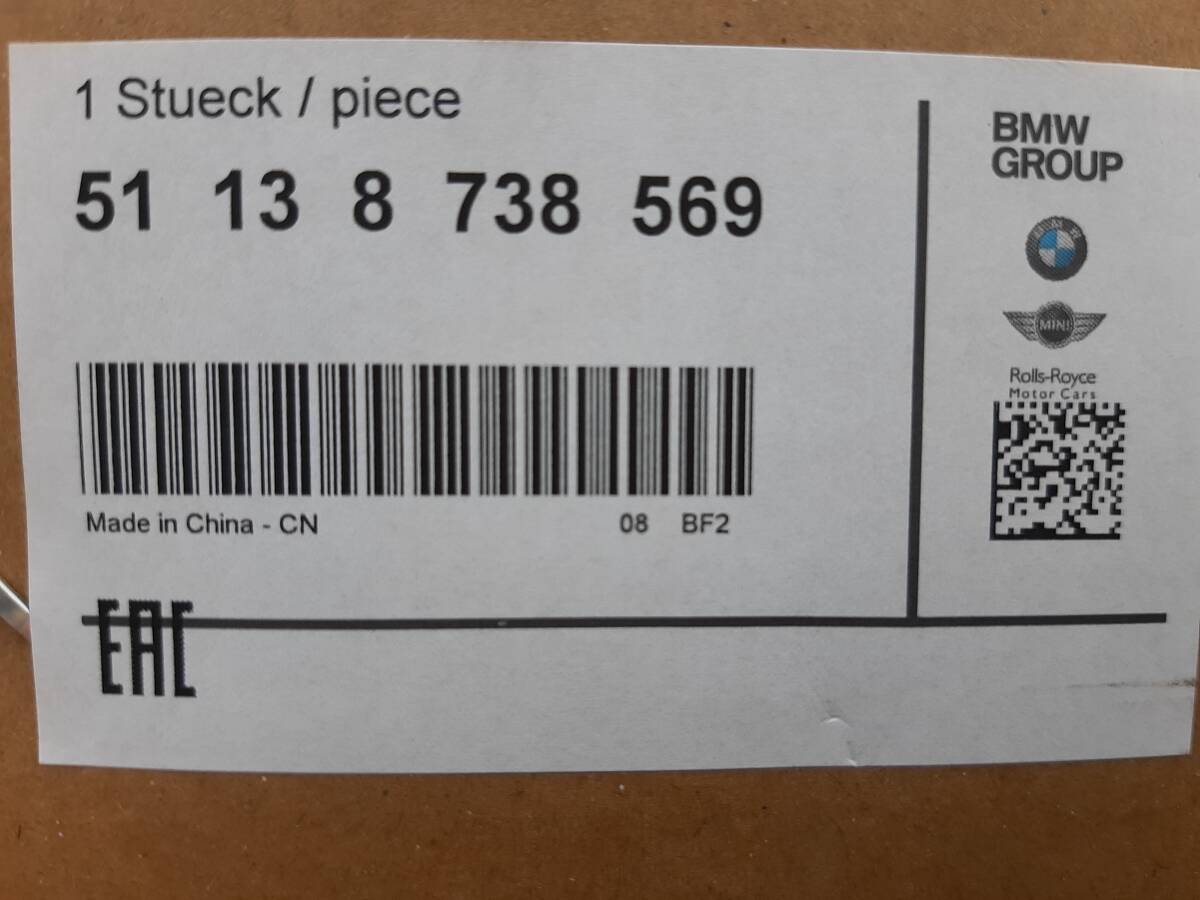 1 Stueck / piece
51 13 8 738 569
Made in China - CN
08 BF2
EAC
BMW
GROUP
MINI
Rolls-Royce
Motor Cars